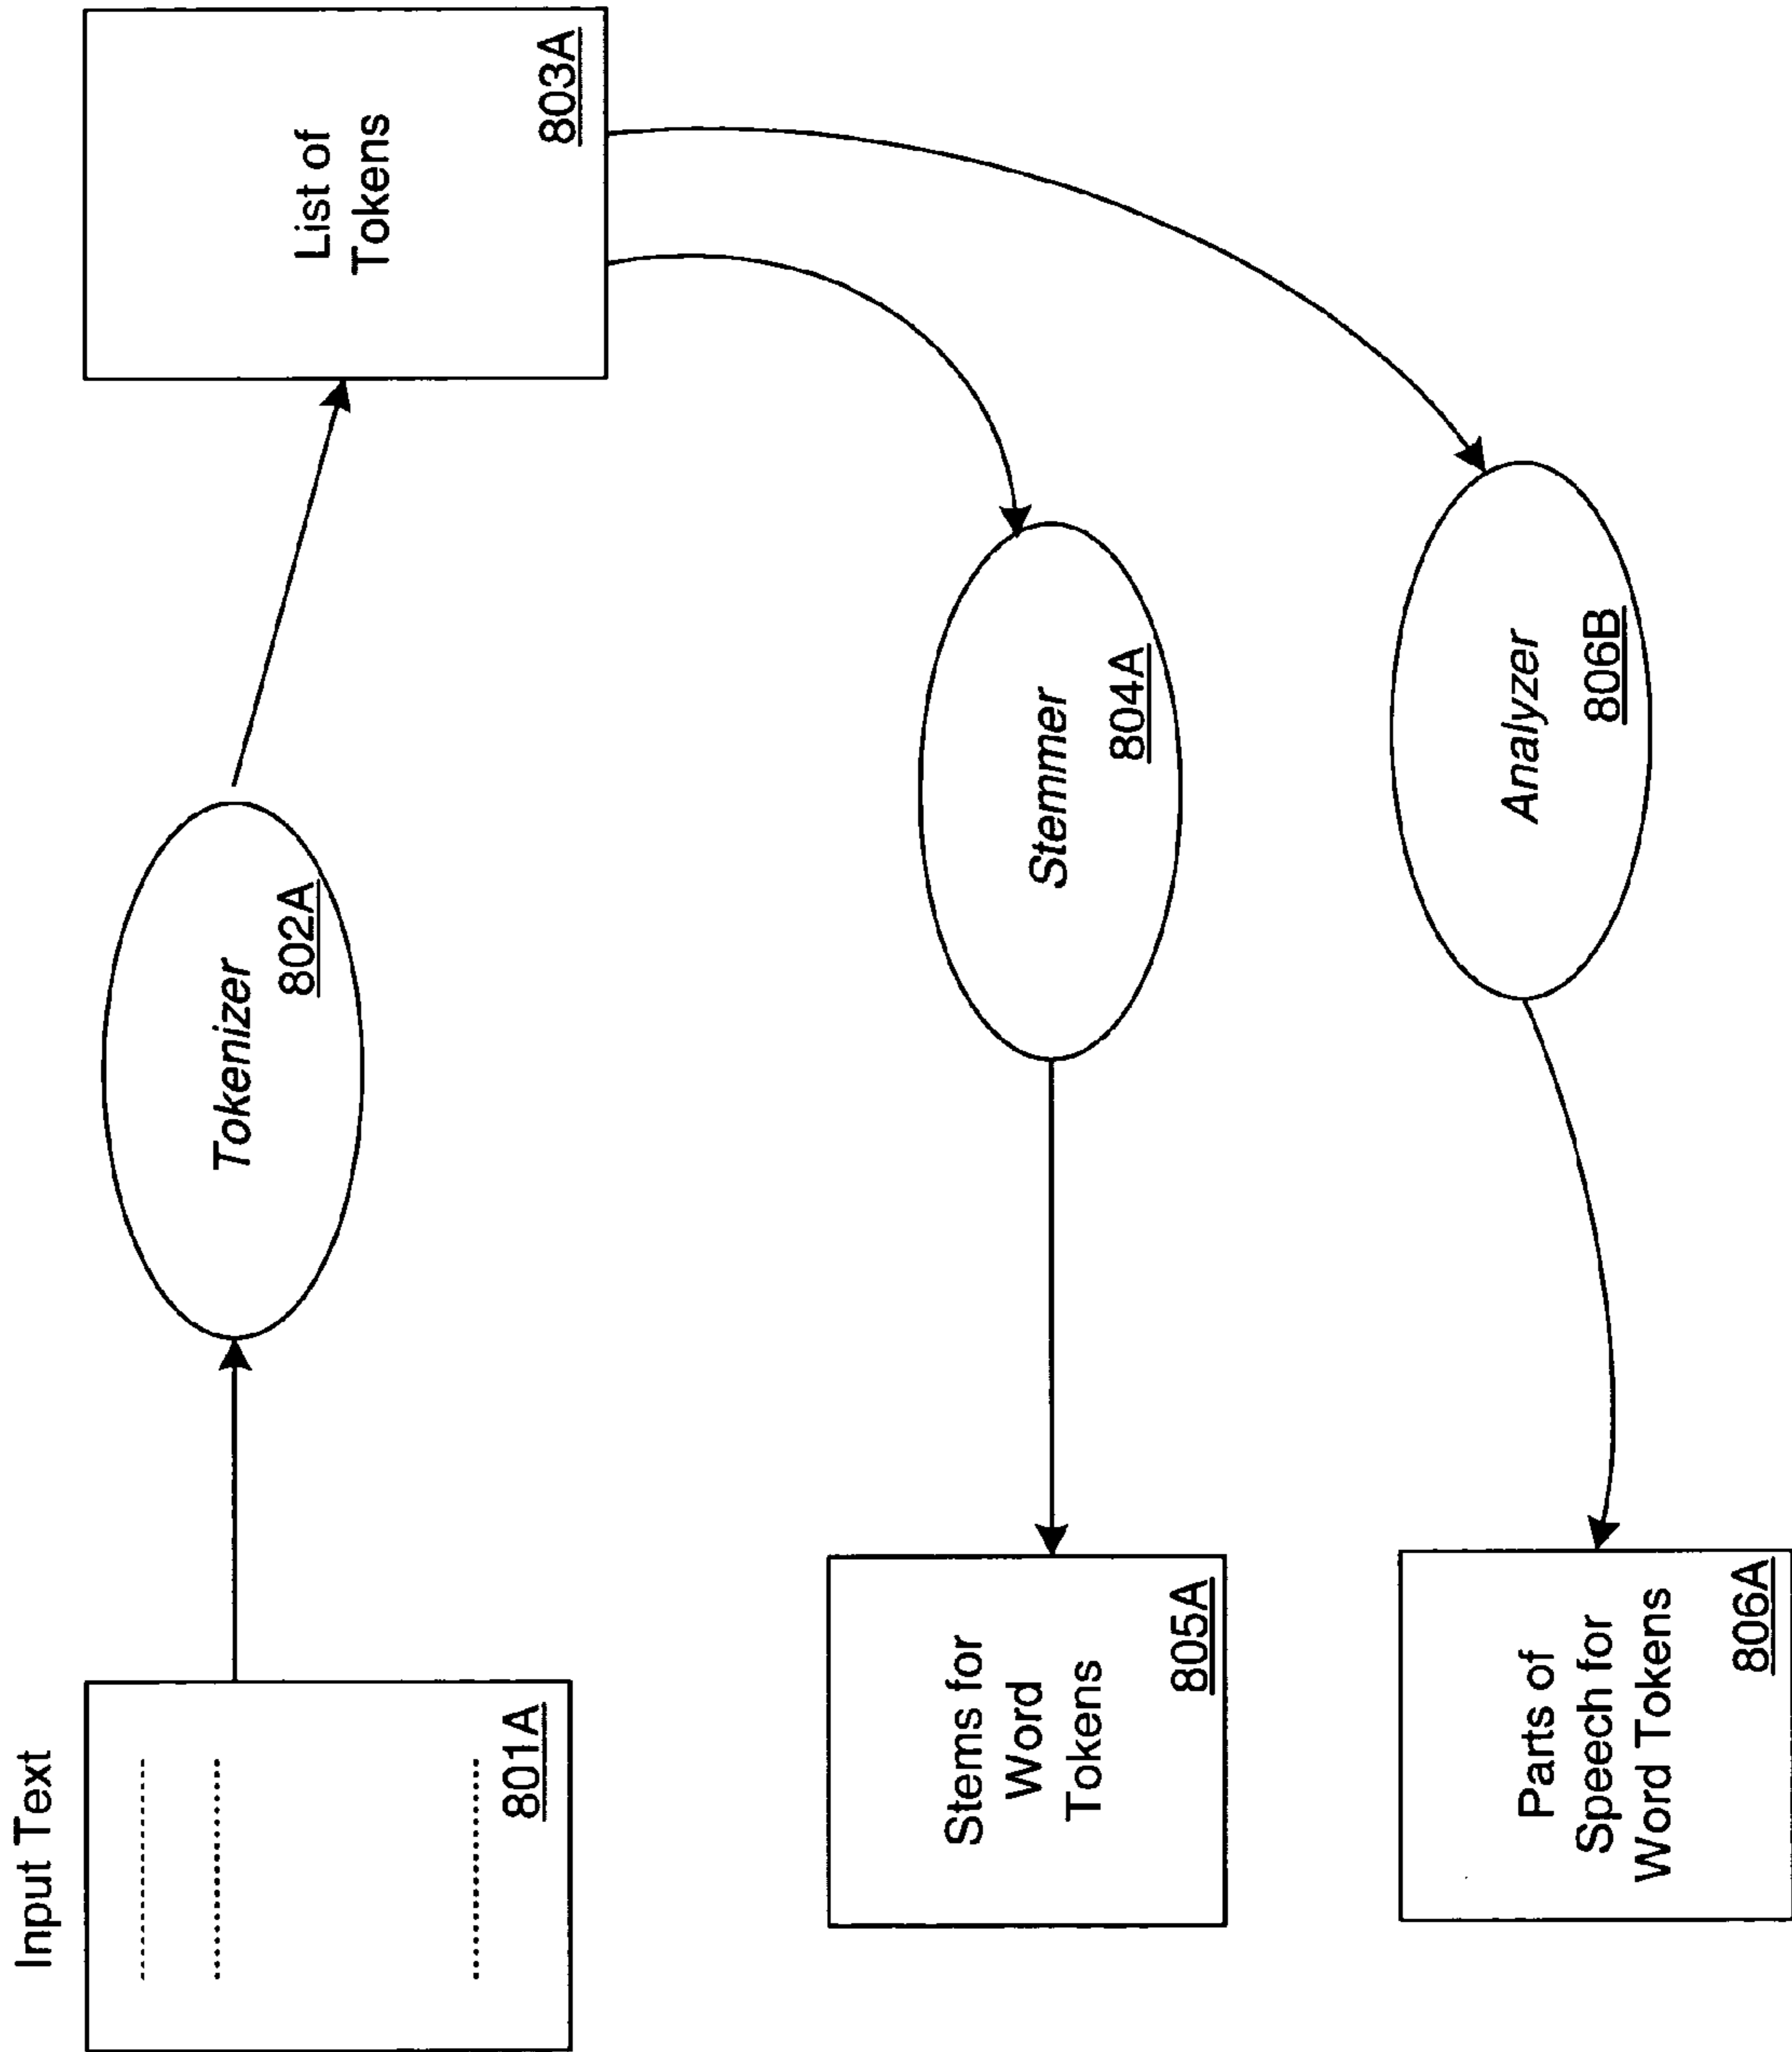 Input Text
801A
Tokenizer
802A
List of
Tokens
803A
Stems for
Word
Tokens
805A
Stemmer
804A
Parts of
Speech for
Word Tokens
806A
Analyzer
806B